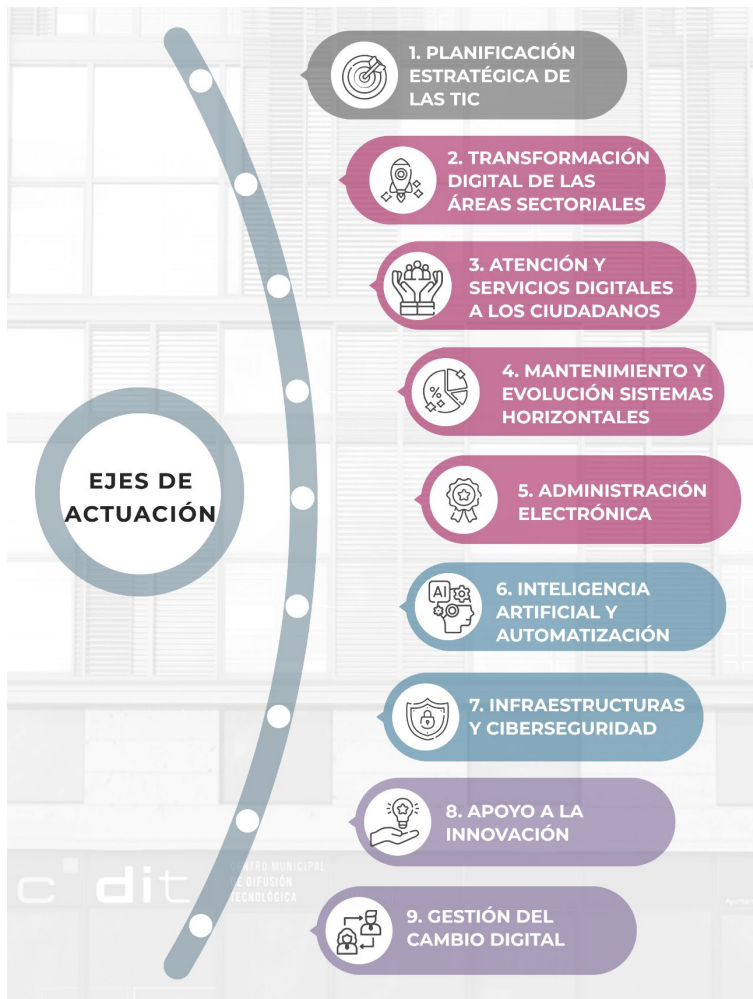 1. PLANIFICACIÓN
ESTRATÉGICA DE
LAS TIC
2. TRANSFORMACIÓN
DIGITAL DE LAS
ÁREAS SECTORIALES
3. ATENCIÓN Y
SERVICIOS DIGITALES
A LOS CIUDADANOS
4. MANTENIMIENTO Y
EVOLUCIÓN SISTEMAS
HORIZONTALES
%
EJES DE
ACTUACIÓN
5. ADMINISTRACIÓN
ELECTRÓNICA
AI
6. INTELIGENCIA
ARTIFICIAL Y
AUTOMATIZACIÓN
7. INFRAESTRUCTURAS
Y CIBERSEGURIDAD
8. APOYO A LA
INNOVACIÓN
9. GESTIÓN DEL
CAMBIO DIGITAL
dit
CENTRO MUNICIPAL
DE DIFUSIÓN
TECNOLÓGICA